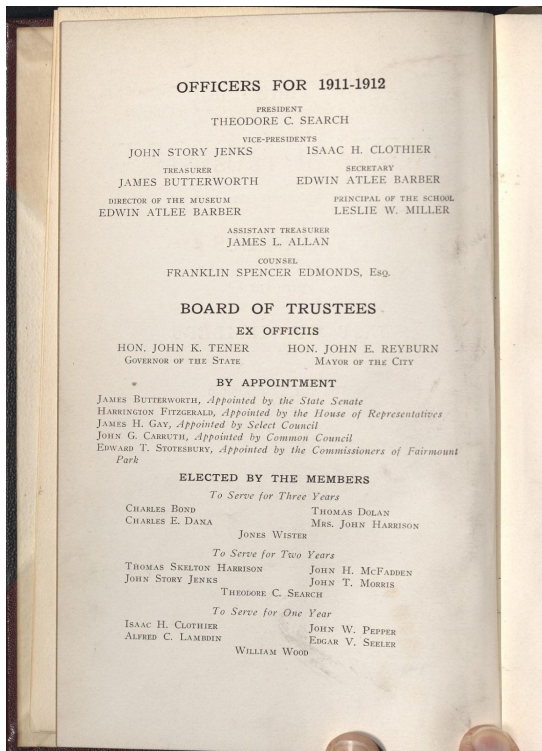 OFFICERS FOR 1911-1912
PRESIDENT
THEODORE C. SEARCH
VICE-PRESIDENTS
JOHN STORY JENKS ISAAC H. CLOTHIER
TREASURER SECRETARY
JAMES BUTTERWORTH EDWIN ATLEE BARBER
DIRECTOR OF THE MUSEUM PRINCIPAL OF THE SCHOOL
EDWIN ATLEE BARBER LESLIE W. MILLER
ASSISTANT TREASURER
JAMES L. ALLAN
COUNSEL
FRANKLIN SPENCER EDMONDS, Esq.
BOARD OF TRUSTEES
EX OFFICIIS
HON. JOHN K. TENER HON. JOHN E. REYBURN
GOVERNOR OF THE STATE MAYOR OF THE CITY
BY APPOINTMENT
JAMES BUTTERWORTH, Appointed by the State Senate
HARRINGTON FITZGERALD, Appointed by the House of Representatives
JAMES H. GAY, Appointed by Select Council
JOHN G. CARRUTH, Appointed by Common Council
EDWARD T. STOTESBURY, Appointed by the Commissioners of Fairmount
Park
ELECTED BY THE MEMBERS
To Serve for Three Years
CHARLES BOND THOMAS DOLAN
CHARLES E. DANA MRS. JOHN HARRISON
JONES WISTER
To Serve for Two Years
THOMAS SKELTON HARRISON JOHN H. MCFADDEN
JOHN STORY JENKS JOHN T. MORRIS
THEODORE C. SEARCH
To Serve for One Year
ISAAC H. CLOTHIER JOHN W. PEPPER
ALFRED C. LAMBDIN EDGAR V. SEELER
WILLIAM WOOD